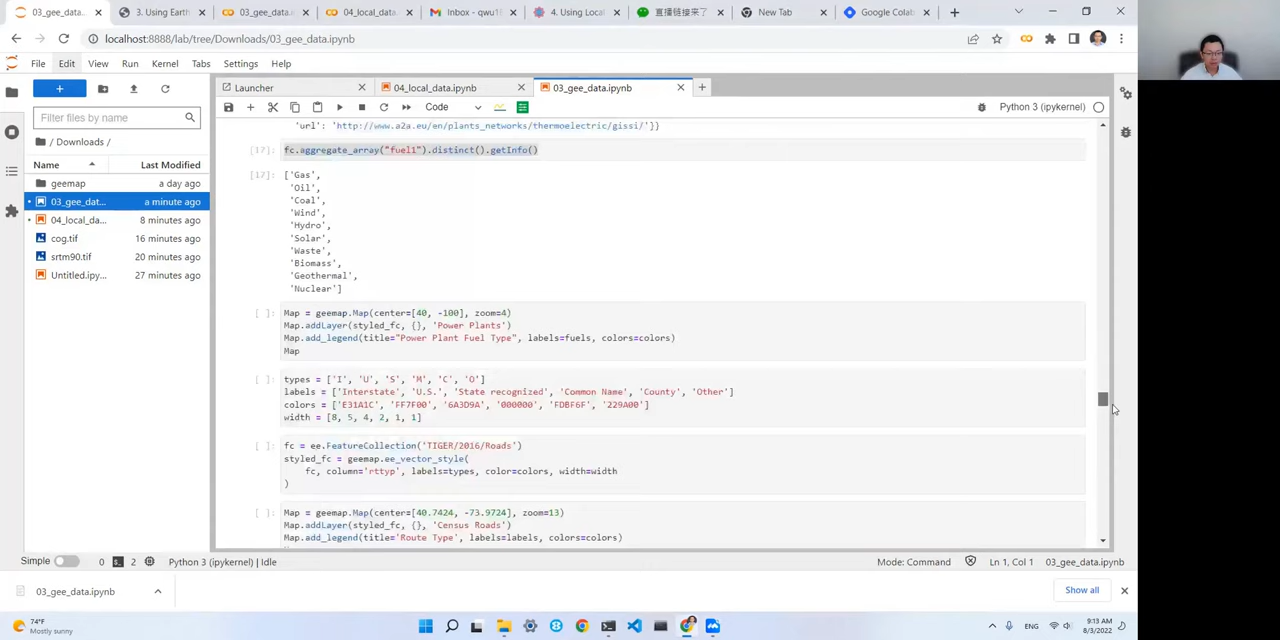 03_gee_data.ipynb
3. Using Earth
03_gee_data.ip
04_local_data.i
Inbox - qwu16
4. Using Local
直播链接来了
New Tab
Google Colab
localhost:8888/lab/tree/Downloads/03_gee_data.ipynb
File Edit View Run Kernel Tabs Settings Help
Launcher
04_local_data.ipynb
03_gee_data.ipynb
Code
Python 3 (ipykernel)
Filter files by name
/ Downloads /
Name Last Modified
geemap a day ago
03_gee_dat... a minute ago
04_local_da... 8 minutes ago
cog.tif 16 minutes ago
srtm90.tif 20 minutes ago
Untitled.ipy... 27 minutes ago
'url': 'http://www.a2a.eu/en/plants_networks/thermoelectric/gissi/'}}
[17]: fc.aggregate_array("fuel1").distinct().getInfo()
[17]: ['Gas',
'Oil',
'Coal',
'Wind',
'Hydro',
'Solar',
'Waste',
'Biomass',
'Geothermal',
'Nuclear']
[ ]: Map = geemap.Map(center=[40, -100], zoom=4)
Map.addLayer(styled_fc, {}, 'Power Plants')
Map.add_legend(title="Power Plant Fuel Type", labels=fuels, colors=colors)
Map
[ ]: types = ['I', 'U', 'S', 'M', 'C', 'O']
labels = ['Interstate', 'U.S.', 'State recognized', 'Common Name', 'County', 'Other']
colors = ['E31A1C', 'FF7F00', '6A3D9A', '000000', 'FDBF6F', '229A00']
width = [8, 5, 4, 2, 1, 1]
[ ]: fc = ee.FeatureCollection('TIGER/2016/Roads')
styled_fc = geemap.ee_vector_style(
fc, column='rttyp', labels=types, color=colors, width=width
)
[ ]: Map = geemap.Map(center=[40.7424, -73.9724], zoom=13)
Map.addLayer(styled_fc, {}, 'Census Roads')
Map.add_legend(title='Route Type', labels=labels, colors=colors)
Simple 0 2 Python 3 (ipykernel) | Idle Mode: Command Ln 1, Col 1 03_gee_data.ipynb
03_gee_data.ipynb
Show all
74°F
Mostly sunny
ENG
9:13 AM
8/3/2022